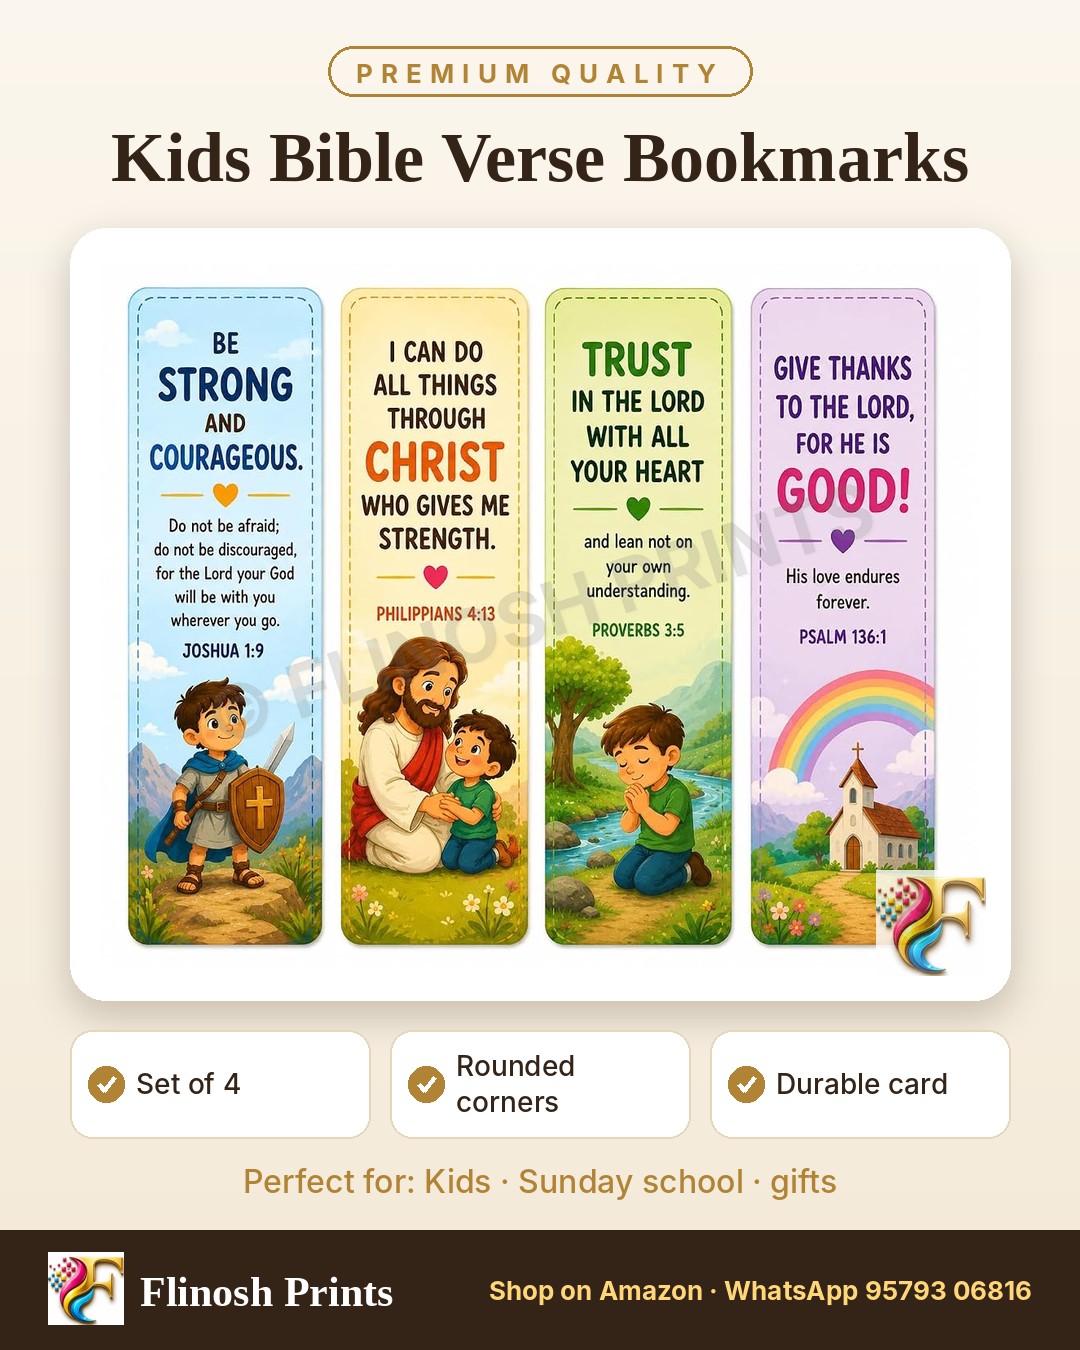 PREMIUM QUALITY
Kids Bible Verse Bookmarks
BE
STRONG
AND
COURAGEOUS.
Do not be afraid;
do not be discouraged,
for the Lord your God
will be with you
wherever you go.
JOSHUA 1:9
I CAN DO
ALL THINGS
THROUGH
CHRIST
WHO GIVES ME
STRENGTH.
PHILIPPIANS 4:13
TRUST
IN THE LORD
WITH ALL
YOUR HEART
and lean not on
your own
understanding.
PROVERBS 3:5
GIVE THANKS
TO THE LORD,
FOR HE IS
GOOD!
His love endures
forever.
PSALM 136:1
© FLINOSH PRINTS
F
Set of 4
Rounded
corners
Durable card
Perfect for: Kids · Sunday school · gifts
F
Flinosh Prints
Shop on Amazon · WhatsApp 95793 06816